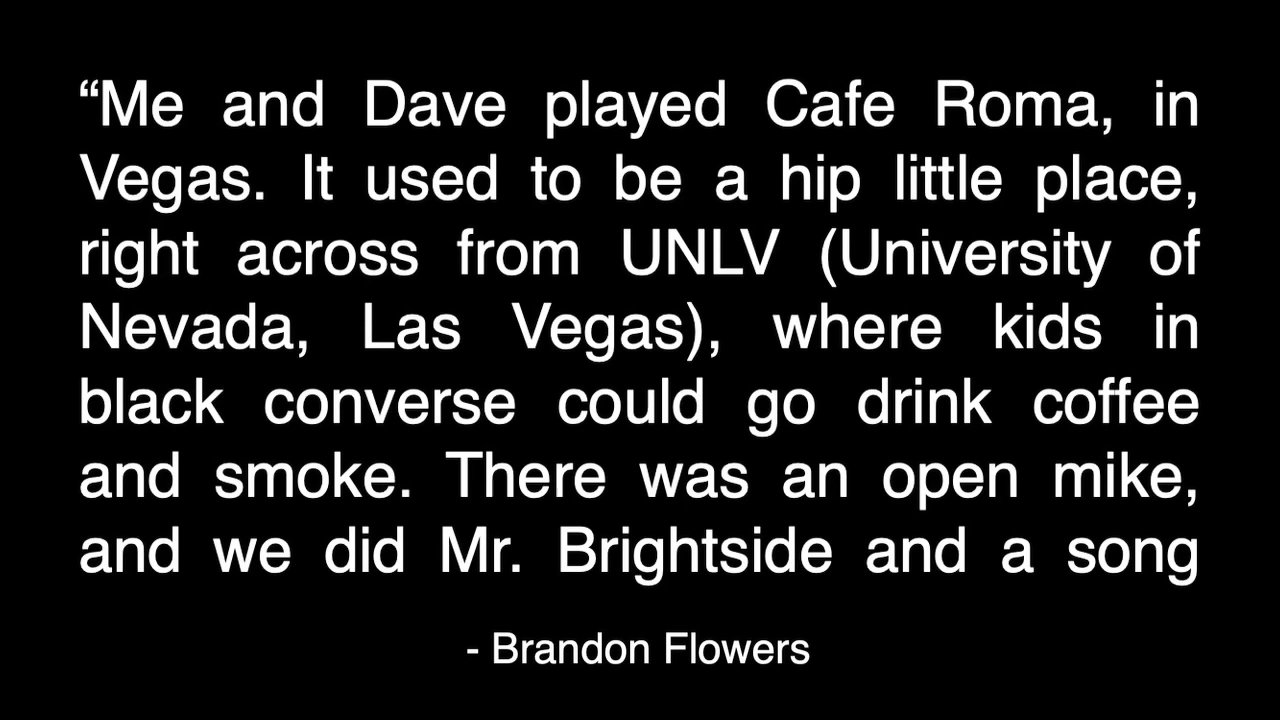 “Me and Dave played Cafe Roma, in
Vegas. It used to be a hip little place,
right across from UNLV (University of
Nevada, Las Vegas), where kids in
black converse could go drink coffee
and smoke. There was an open mike,
and we did Mr. Brightside and a song
- Brandon Flowers